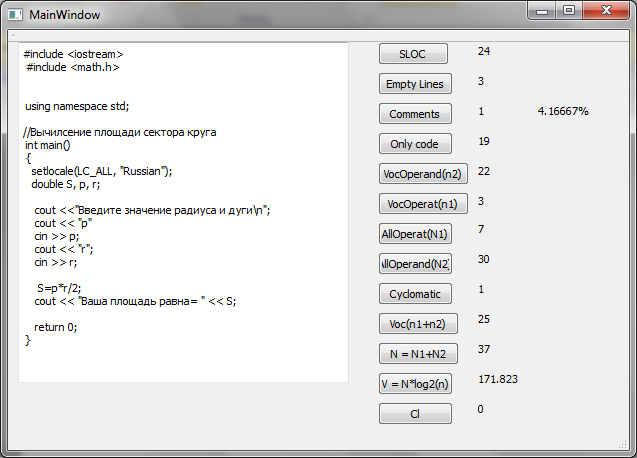 MainWindow
#include <iostream>
#include <math.h>
using namespace std;
//Вычилсение площади сектора круга
int main()
{
setlocale(LC_ALL, "Russian");
double S, p, r;
cout <<"Введите значение радиуса и дуги\n";
cout << "p"
cin >> p;
cout << "r";
cin >> r;
S=p*r/2;
cout << "Ваша площадь равна= " << S;
return 0;
}
SLOC 24
Empty Lines 3
Comments 1 4.16667%
Only code 19
VocOperand(n2) 22
VocOperat(n1) 3
AllOperat(N1) 7
AllOperand(N2) 30
Cyclomatic 1
Voc(n1+n2) 25
N = N1+N2 37
V = N*log2(n) 171.823
Cl 0